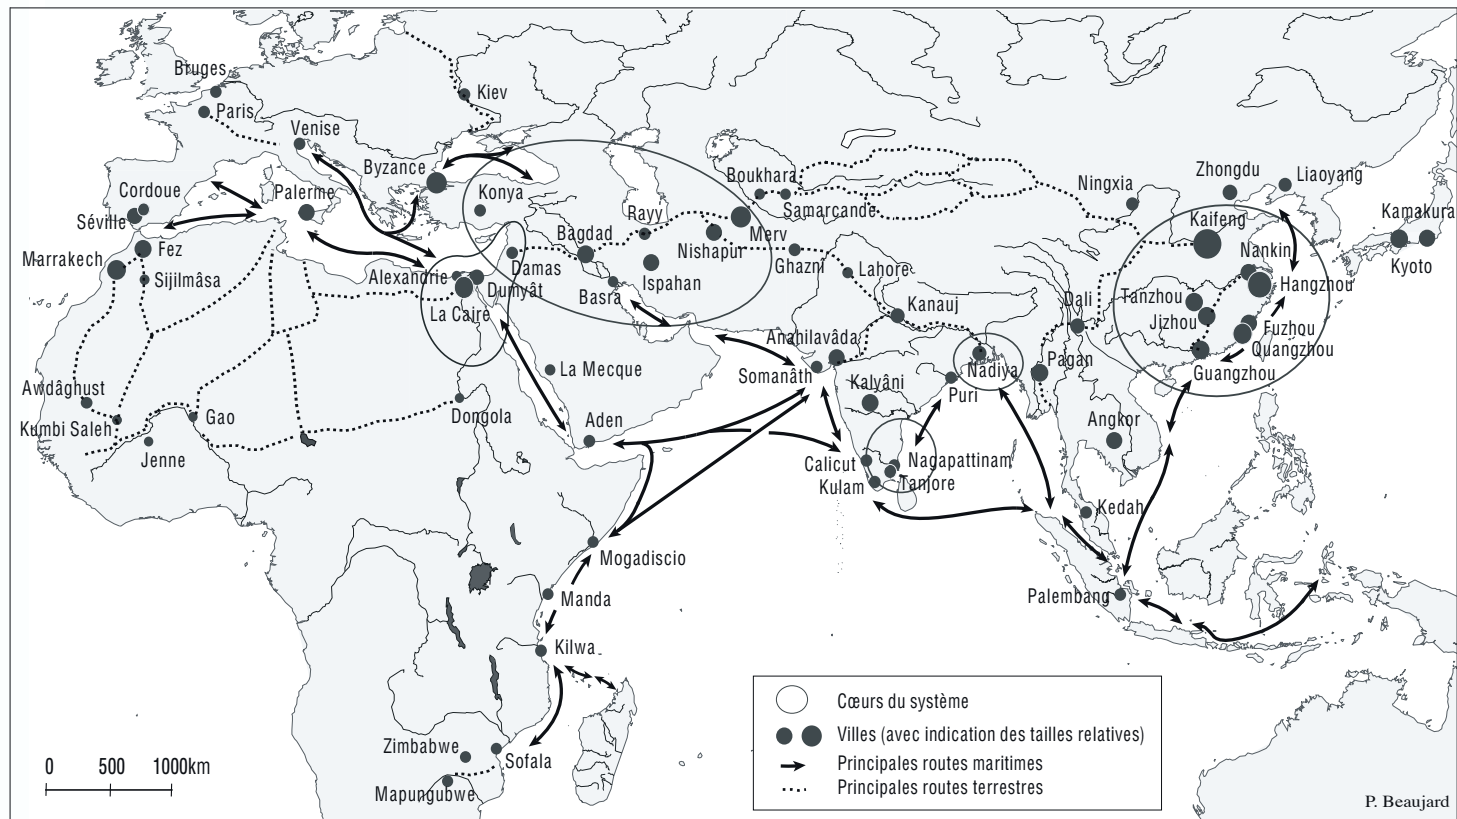 Bruges
Paris
Kiev
Venise
Byzance
Cordoue
Palerme
Konya
Boukhara
Samarcande
Ningxia
Zhongdu
Liaoyang
Séville
Rayy
Merv
Kaifeng
Kamakura
Kyoto
Marrakech
Fez
Bagdad
Nishapur
Ghazni
Nankin
Sijilmâsa
Alexandrie
Damas
Dumyât
Basra
Ispahan
Lahore
Tanzhou
Hangzhou
La Caire
Kanauj
Dali
Jizhou
Fuzhou
Anahilavâda
Quangzhou
Somanâth
Nadiya
Pagan
Guangzhou
La Mecque
Kalyâni
Puri
Awdâghust
Gao
Dongola
Aden
Angkor
Kumbi Saleh
Jenne
Calicut
Nagapattinam
Kulam
Tanjore
Kedah
Mogadiscio
Manda
Palembang
Kilwa
Zimbabwe
Sofala
Mapungubwe
0 500 1000km
Cœurs du système
Villes (avec indication des tailles relatives)
Principales routes maritimes
Principales routes terrestres
P. Beaujard